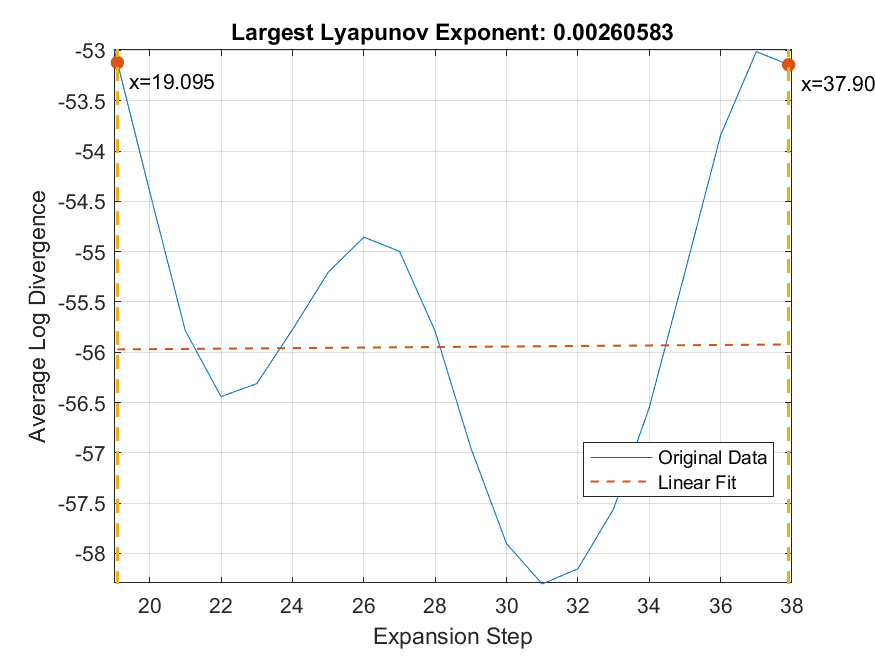 Largest Lyapunov Exponent: 0.00260583
-53
x=19.095
x=37.90
-53.5
-54
-54.5
-55
-55.5
-56
-56.5
-57
-57.5
-58
Average Log Divergence
Original Data
Linear Fit
20 22 24 26 28 30 32 34 36 38
Expansion Step